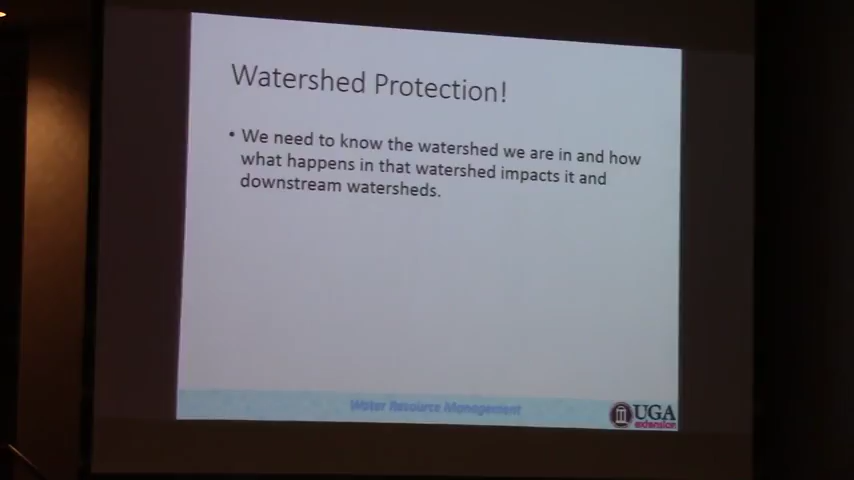 Watershed Protection!
• We need to know the watershed we are in and how
what happens in that watershed impacts it and
downstream watersheds.
Water Resource Management
UGA
extension